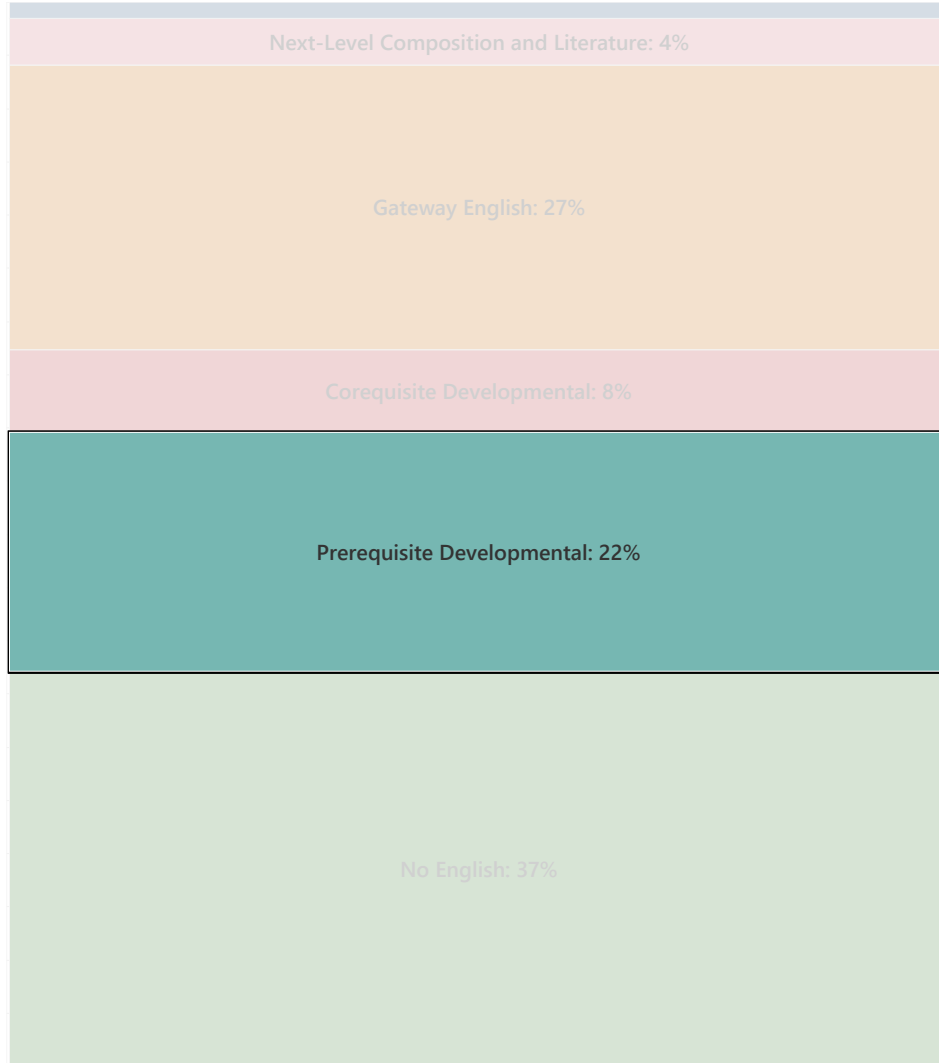 Next-Level Composition and Literature: 4%
Gateway English: 27%
Corequisite Developmental: 8%
Prerequisite Developmental: 22%
No English: 37%